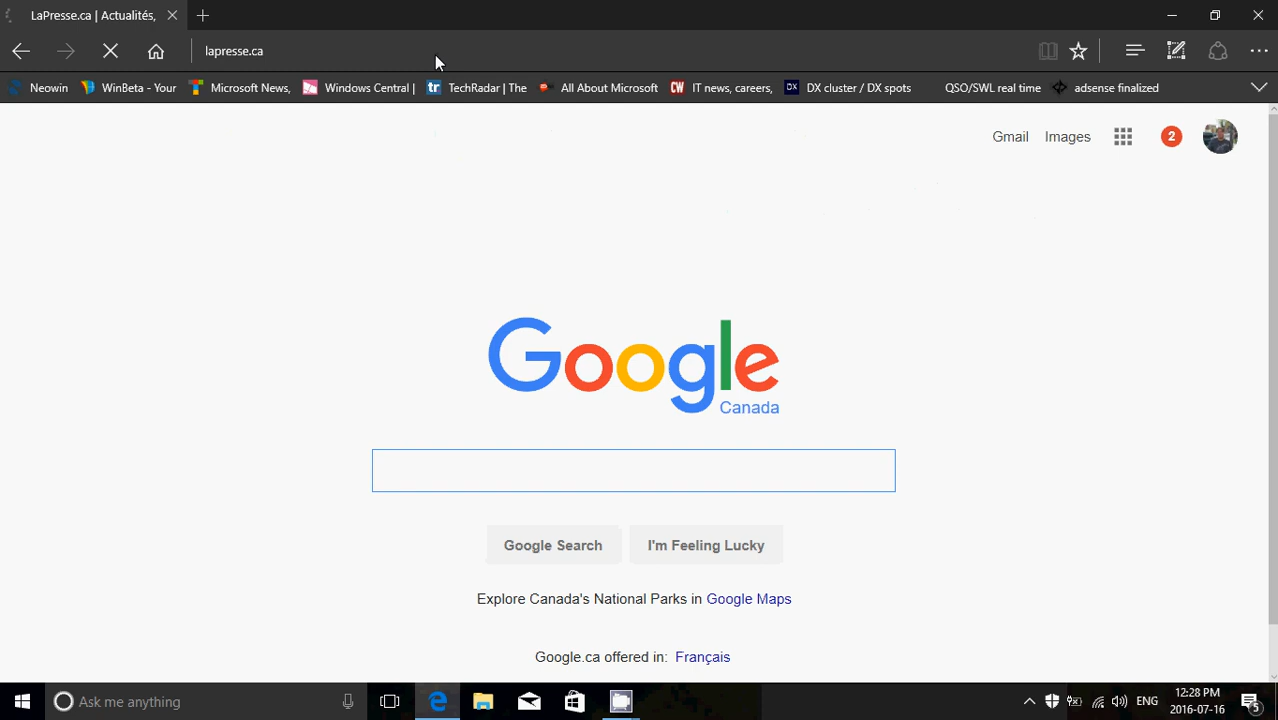 LaPresse.ca | Actualités,
lapresse.ca
Neowin WinBeta - Your Microsoft News, Windows Central | TechRadar | The All About Microsoft IT news, careers, DX cluster / DX spots QSO/SWL real time adsense finalized
tr CW DX
Gmail Images 2
Google
Canada
Google Search I'm Feeling Lucky
Explore Canada's National Parks in Google Maps
Google.ca offered in: Français
Ask me anything
ENG
12:28 PM
2016-07-16
5